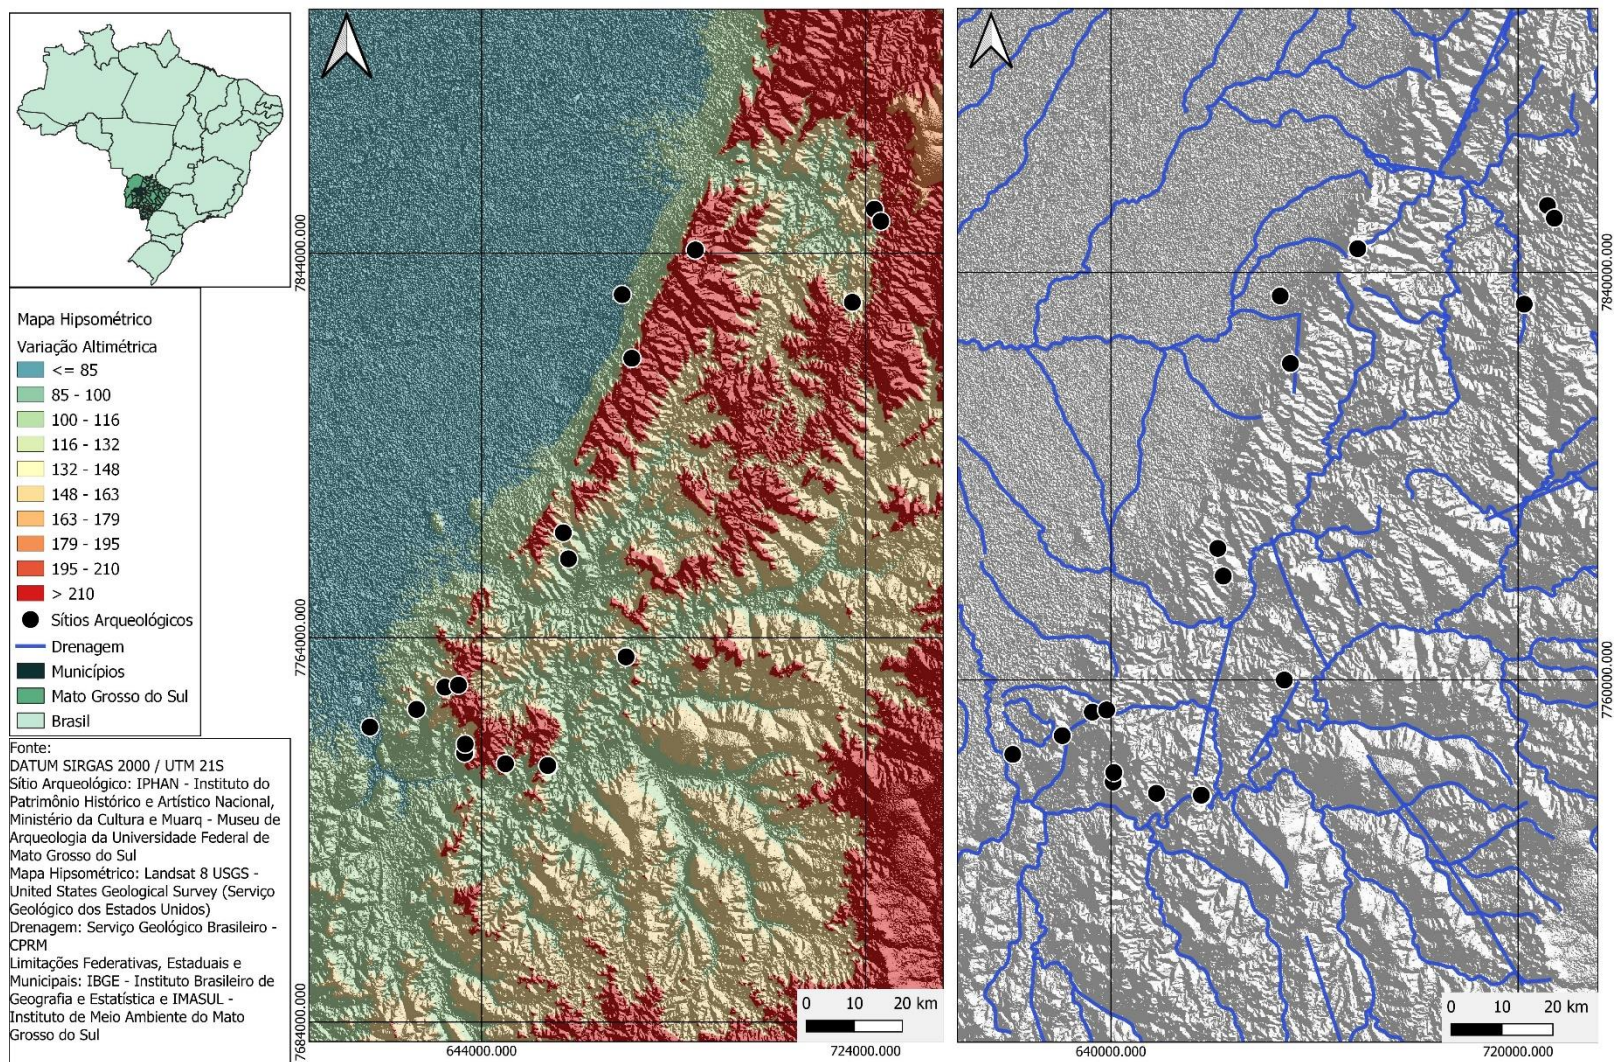 Mapa Hipsométrico
Variação Altimétrica
<= 85
85 - 100
100 - 116
116 - 132
132 - 148
148 - 163
163 - 179
179 - 195
195 - 210
> 210
Sítios Arqueológicos
Drenagem
Municípios
Mato Grosso do Sul
Brasil
Fonte:
DATUM SIRGAS 2000 / UTM 21S
Sítio Arqueológico: IPHAN - Instituto do
Patrimônio Histórico e Artístico Nacional,
Ministério da Cultura e Muarq - Museu de
Arqueologia da Universidade Federal de
Mato Grosso do Sul
Mapa Hipsométrico: Landsat 8 USGS -
United States Geological Survey (Serviço
Geológico dos Estados Unidos)
Drenagem: Serviço Geológico Brasileiro -
CPRM
Limitações Federativas, Estaduais e
Municipais: IBGE - Instituto Brasileiro de
Geografia e Estatística e IMASUL -
Instituto de Meio Ambiente do Mato
Grosso do Sul
7844000.000
7764000.000
7684000.000
644000.000
724000.000
0 10 20 km
7840000.000
7760000.000
640000.000
720000.000
0 10 20 km